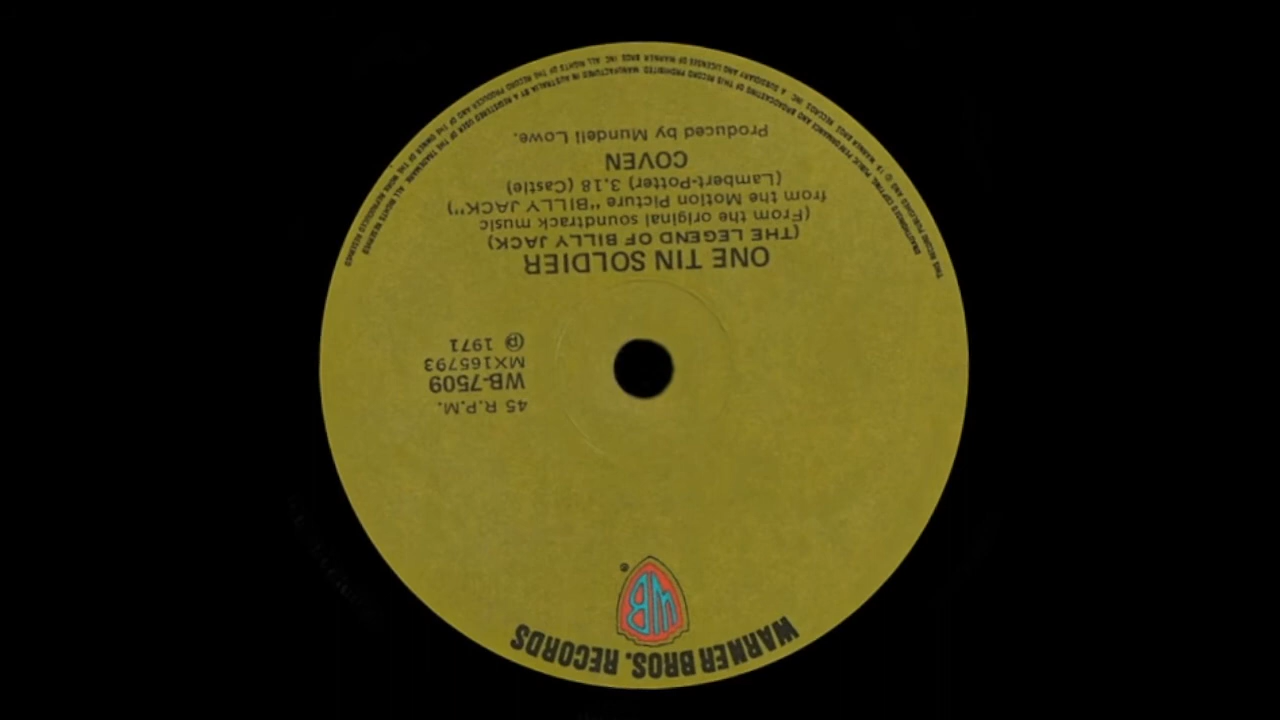 WARNER BROS. RECORDS
WB
45 R.P.M.
WB-7509
MX165793
Ⓟ 1971
ONE TIN SOLDIER
(THE LEGEND OF BILLY JACK)
(From the original soundtrack music
from the Motion Picture "BILLY JACK")
(Lambert-Potter) 3.18 (Castle)
COVEN
Produced by Mundell Lowe.